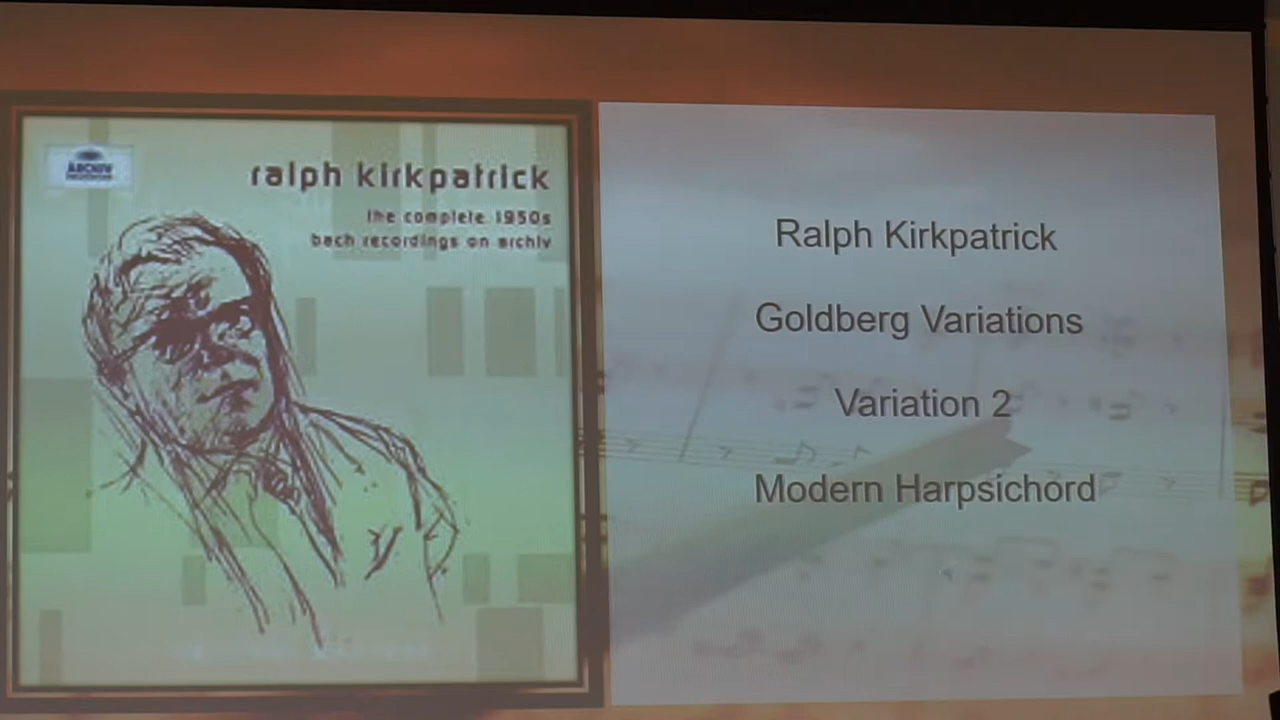 ARCHIV
ralph kirkpatrick
the complete 1950s
bach recordings on archiv
Ralph Kirkpatrick
Goldberg Variations
Variation 2
Modern Harpsichord